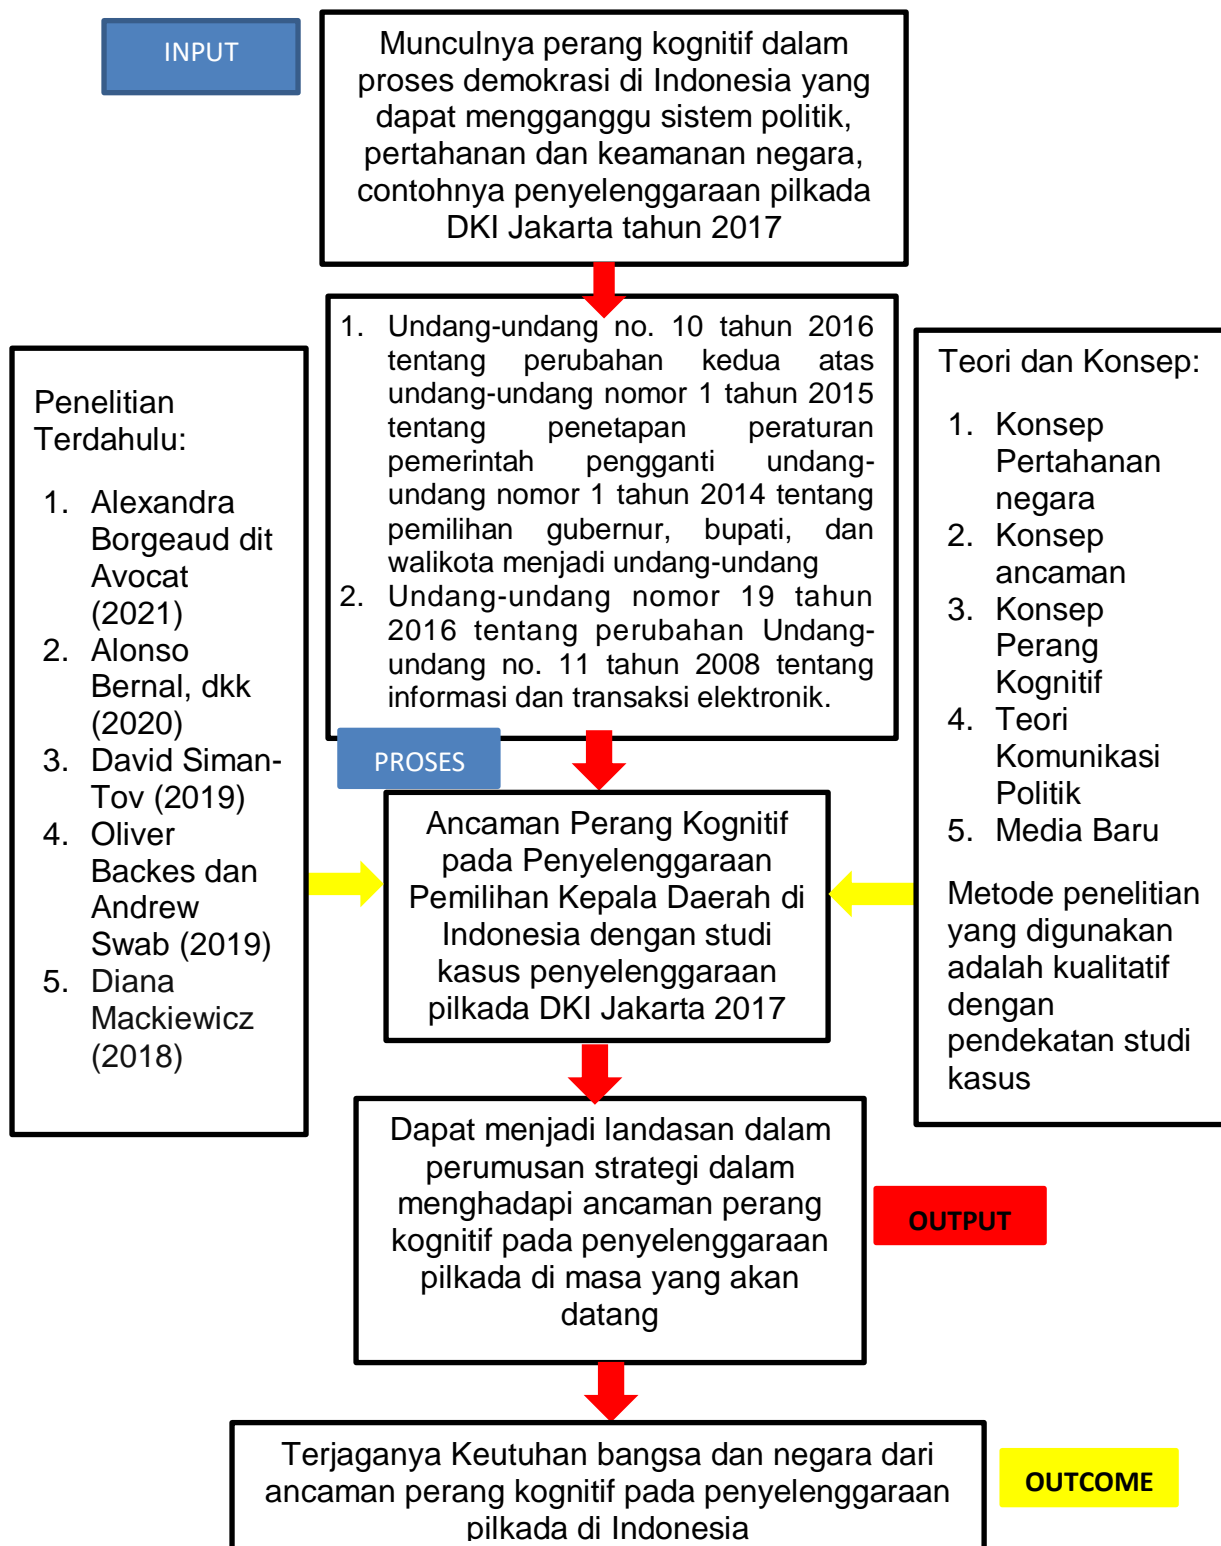 INPUT
Munculnya perang kognitif dalam
proses demokrasi di Indonesia yang
dapat mengganggu sistem politik,
pertahanan dan keamanan negara,
contohnya penyelenggaraan pilkada
DKI Jakarta tahun 2017
1. Undang-undang no. 10 tahun 2016
tentang perubahan kedua atas
undang-undang nomor 1 tahun 2015
tentang penetapan peraturan
pemerintah pengganti undang-
undang nomor 1 tahun 2014 tentang
pemilihan gubernur, bupati, dan
walikota menjadi undang-undang
2. Undang-undang nomor 19 tahun
2016 tentang perubahan Undang-
undang no. 11 tahun 2008 tentang
informasi dan transaksi elektronik.
Penelitian
Terdahulu:
1. Alexandra
Borgeaud dit
Avocat
(2021)
2. Alonso
Bernal, dkk
(2020)
3. David Siman-
Tov (2019)
4. Oliver
Backes dan
Andrew
Swab (2019)
5. Diana
Mackiewicz
(2018)
Teori dan Konsep:
1. Konsep
Pertahanan
negara
2. Konsep
ancaman
3. Konsep
Perang
Kognitif
4. Teori
Komunikasi
Politik
5. Media Baru
Metode penelitian
yang digunakan
adalah kualitatif
dengan
pendekatan studi
kasus
PROSES
Ancaman Perang Kognitif
pada Penyelenggaraan
Pemilihan Kepala Daerah di
Indonesia dengan studi
kasus penyelenggaraan
pilkada DKI Jakarta 2017
Dapat menjadi landasan dalam
perumusan strategi dalam
menghadapi ancaman perang
kognitif pada penyelenggaraan
pilkada di masa yang akan
datang
OUTPUT
Terjaganya Keutuhan bangsa dan negara dari
ancaman perang kognitif pada penyelenggaraan
pilkada di Indonesia
OUTCOME